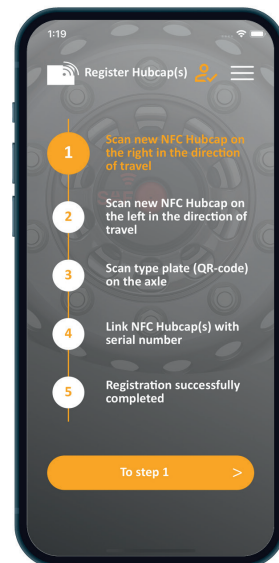 1:19
Register Hubcap(s)
1
Scan new NFC Hubcap on
the right in the direction
of travel
2
Scan new NFC Hubcap on
the left in the direction of
travel
3
Scan type plate (QR-code)
on the axle
4
Link NFC Hubcap(s) with
serial number
5
Registration successfully
completed
To step 1 >